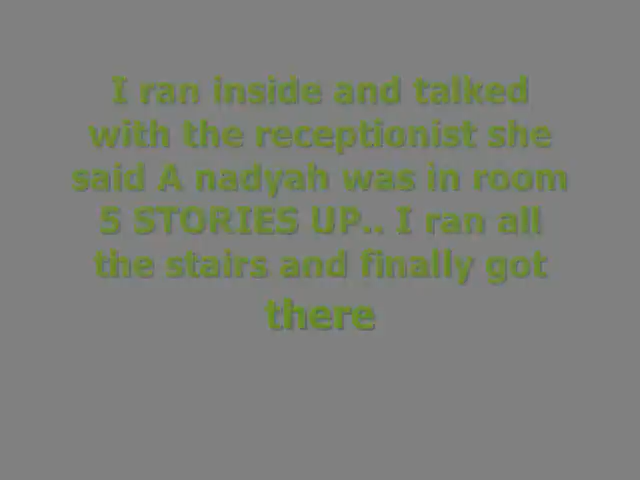 I ran inside and talked
with the receptionist she
said A nadyah was in room
5 STORIES UP.. I ran all
the stairs and finally got
there